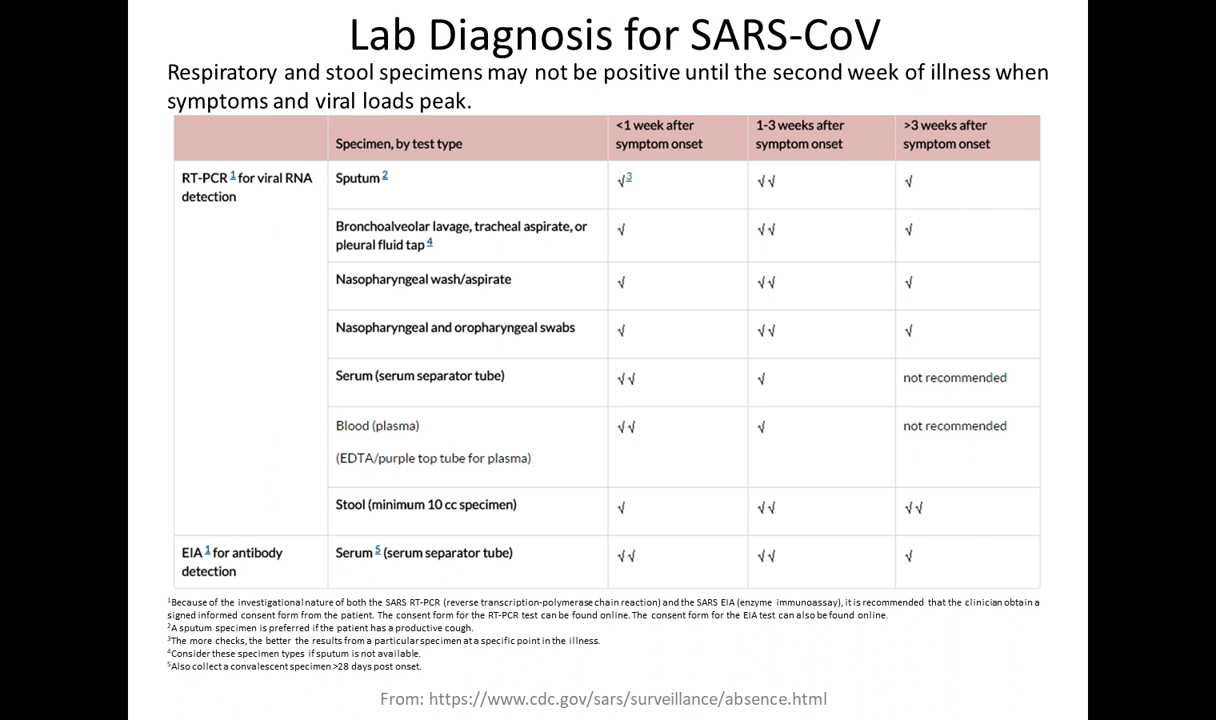 Lab Diagnosis for SARS-CoV
Respiratory and stool specimens may not be positive until the second week of illness when
symptoms and viral loads peak.
Specimen, by test type
<1 week after
symptom onset
1-3 weeks after
symptom onset
>3 weeks after
symptom onset
RT-PCR 1 for viral RNA
detection
Sputum 2
√3
√√
√
Bronchoalveolar lavage, tracheal aspirate, or
pleural fluid tap 4
√
√√
√
Nasopharyngeal wash/aspirate
√
√√
√
Nasopharyngeal and oropharyngeal swabs
√
√√
√
Serum (serum separator tube)
√√
√
not recommended
Blood (plasma)
(EDTA/purple top tube for plasma)
√√
√
not recommended
Stool (minimum 10 cc specimen)
√
√√
√√
EIA 1 for antibody
detection
Serum 5 (serum separator tube)
√√
√√
√
1Because of the investigational nature of both the SARS RT-PCR (reverse transcription-polymerase chain reaction) and the SARS EIA (enzyme immunoassay), it is recommended that the clinician obtain a
signed informed consent form from the patient. The consent form for the RT-PCR test can be found online. The consent form for the EIA test can also be found online.
2A sputum specimen is preferred if the patient has a productive cough.
3The more checks, the better the results from a particular specimen at a specific point in the illness.
4Consider these specimen types if sputum is not available.
5Also collect a convalescent specimen >28 days post onset.
From: https://www.cdc.gov/sars/surveillance/absence.html